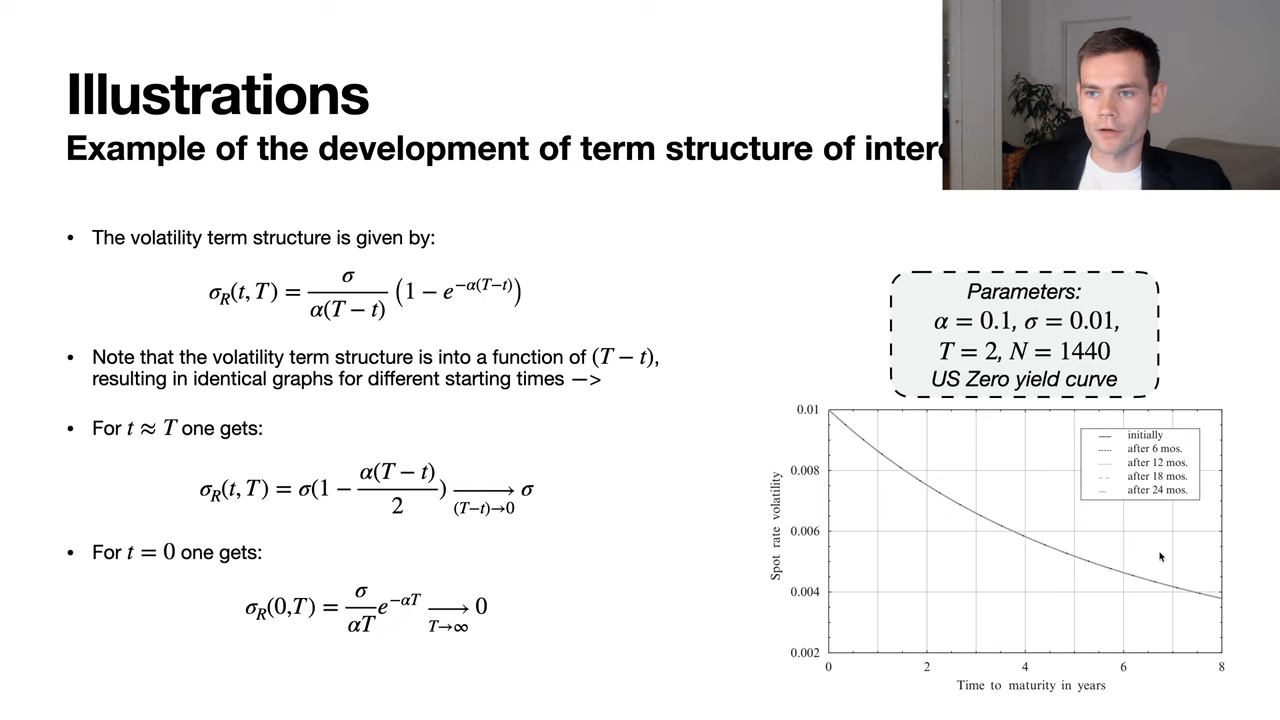 Illustrations
Example of the development of term structure of
• The volatility term structure is given by:
σ_R(t, T) = σ / α(T − t) (1 − e^{−α(T−t)})
• Note that the volatility term structure is into a function of (T − t),
resulting in identical graphs for different starting times —>
• For t ≈ T one gets:
σ_R(t, T) = σ(1 − α(T − t) / 2) ⟶_{(T−t)→0} σ
• For t = 0 one gets:
σ_R(0,T) = σ / αT e^{−αT} ⟶_{T→∞} 0
Parameters:
α = 0.1, σ = 0.01,
T = 2, N = 1440
US Zero yield curve
0.01
0.008
0.006
0.004
0.002
Spot rate volatility
initially
after 6 mos.
after 12 mos.
after 18 mos.
after 24 mos.
0 2 4 6 8
Time to maturity in years